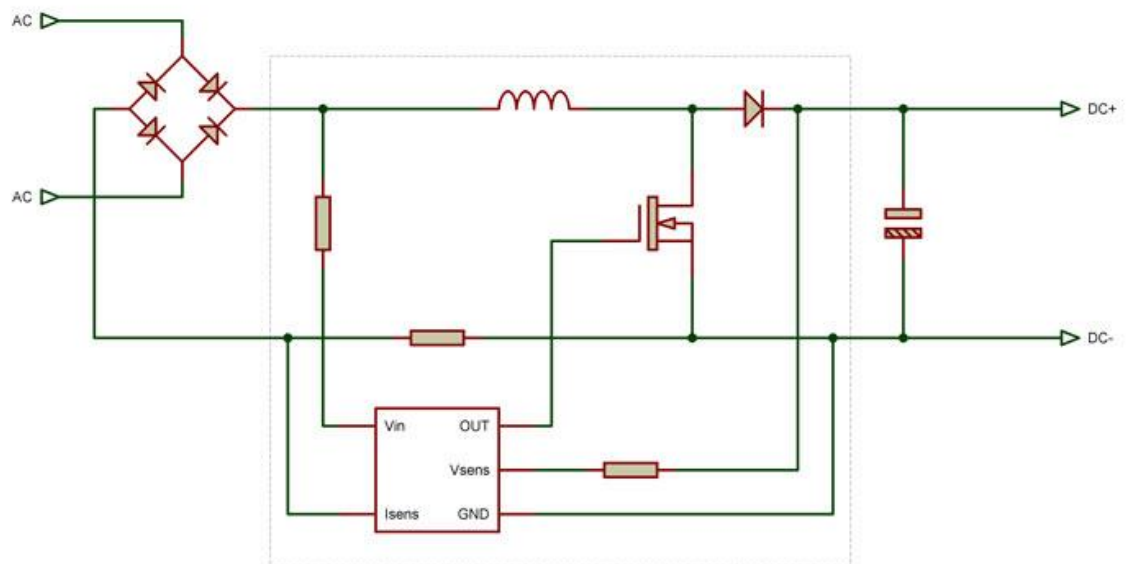 AC
DC+
AC
DC-
Vin OUT
Vsens
Isens GND